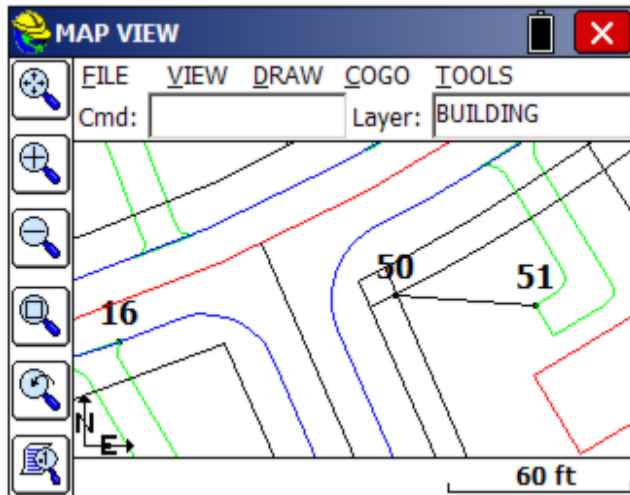 MAP VIEW
FILE VIEW DRAW COGO TOOLS
Cmd: Layer: BUILDING
50 51
16
N
E
60 ft